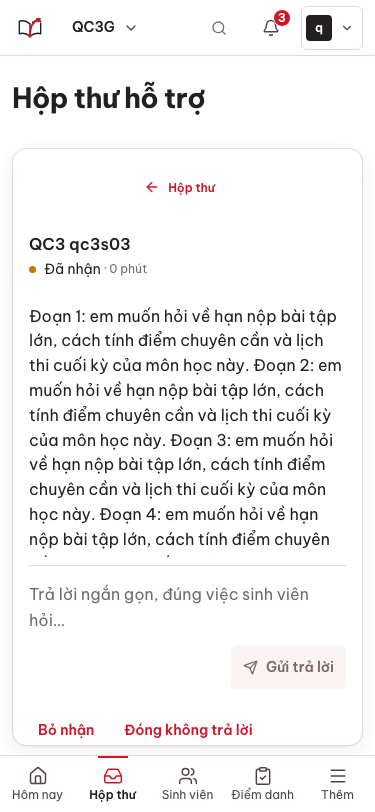 QC3G
3
q
Hộp thư hỗ trợ
Hộp thư
QC3 qc3s03
Đã nhận · 0 phút
Đoạn 1: em muốn hỏi về hạn nộp bài tập
lớn, cách tính điểm chuyên cần và lịch
thi cuối kỳ của môn học này. Đoạn 2: em
muốn hỏi về hạn nộp bài tập lớn, cách
tính điểm chuyên cần và lịch thi cuối kỳ
của môn học này. Đoạn 3: em muốn hỏi
về hạn nộp bài tập lớn, cách tính điểm
chuyên cần và lịch thi cuối kỳ của môn
học này. Đoạn 4: em muốn hỏi về hạn
nộp bài tập lớn, cách tính điểm chuyên
Trả lời ngắn gọn, đúng việc sinh viên
hỏi...
Gửi trả lời
Bỏ nhận
Đóng không trả lời
Hôm nay
Hộp thư
Sinh viên
Điểm danh
Thêm